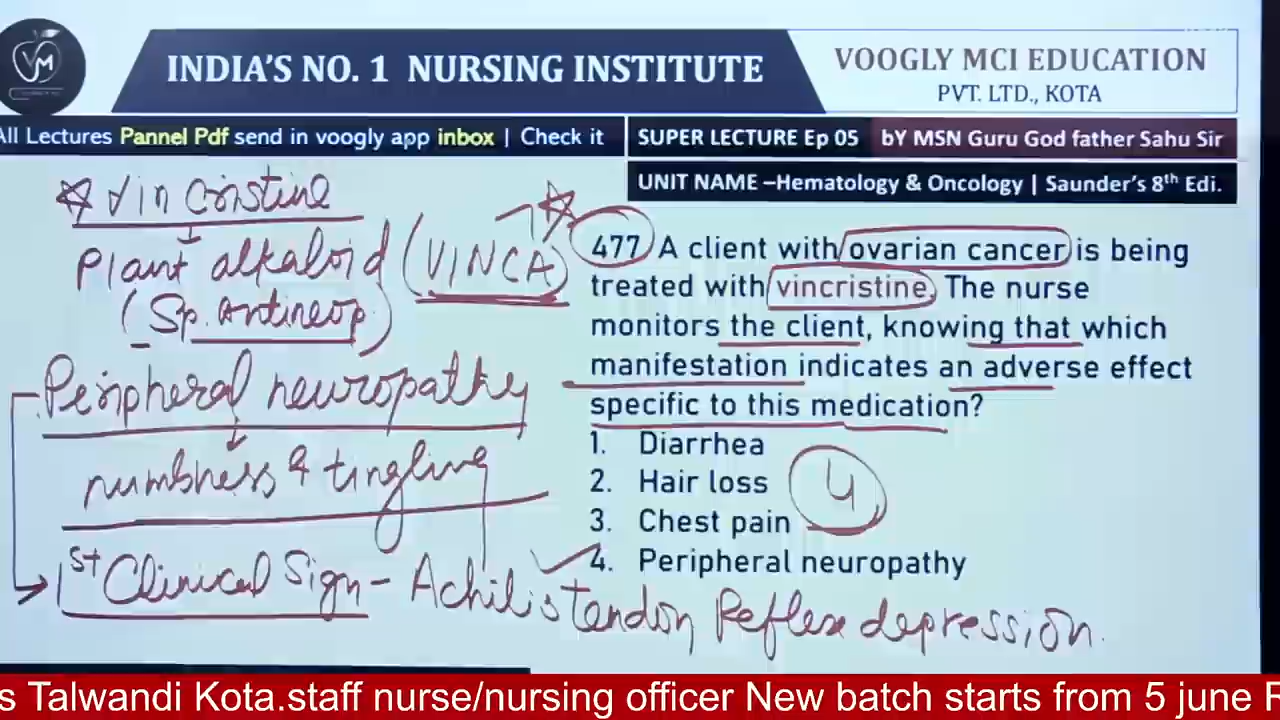 VM
INDIA'S NO. 1 NURSING INSTITUTE
VOOGLY MCI EDUCATION
PVT. LTD., KOTA
All Lectures Pannel Pdf send in voogly app inbox | Check it
SUPER LECTURE Ep 05 bY MSN Guru God father Sahu Sir
UNIT NAME –Hematology & Oncology | Saunder's 8th Edi.
Vin Cristine
Plant alkaloid (VINCA)
(Sp. Antineop.)
Peripheral neuropathy
numbness & tingling
1st Clinical Sign - Achilis tendon Reflex depression.
477 A client with ovarian cancer is being
treated with vincristine. The nurse
monitors the client, knowing that which
manifestation indicates an adverse effect
specific to this medication?
1. Diarrhea
2. Hair loss
3. Chest pain
4. Peripheral neuropathy
4
s Talwandi Kota.staff nurse/nursing officer New batch starts from 5 june F